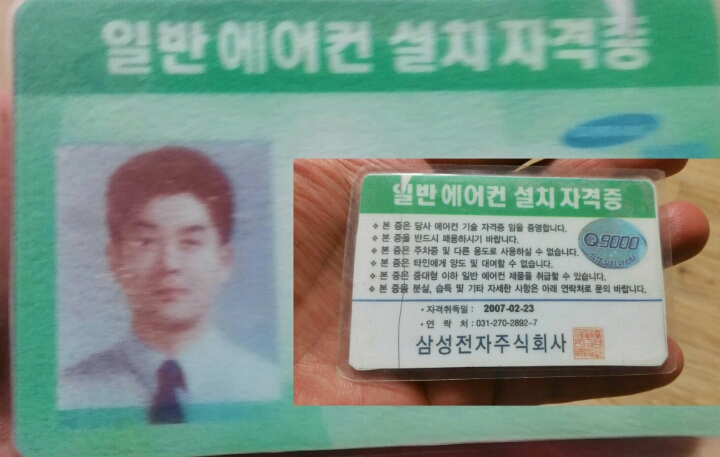 일반 에어컨 설치 자격증
일반 에어컨 설치 자격증
※ 본 증은 당사 에어컨 기술 자격증 임을 증명합니다.
※ 본 증을 반드시 패용하시기 바랍니다.
※ 본 증은 주차증 및 다른 용도로 사용하실 수 없습니다.
※ 본 증은 타인에게 양도 및 대여할 수 없습니다.
※ 본 증은 중대형 이하 일반 에어컨 제품을 취급할 수 있습니다.
※ 본 증을 분실, 습득 및 기타 자세한 사항은 아래 연락처로 문의 바랍니다.
Q9000
• 자격취득일 : 2007-02-23
• 연 락 처 : 031-270-2892~7
삼성전자주식회사